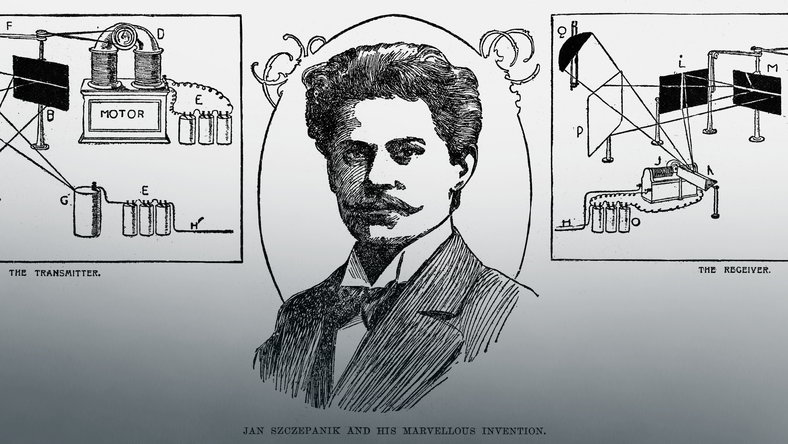 F
D
MOTOR
E
B
G
E
H
THE TRANSMITTER.
O
L
M
P
J
A
H
O
THE RECEIVER.
JAN SZCZEPANIK AND HIS MARVELLOUS INVENTION.